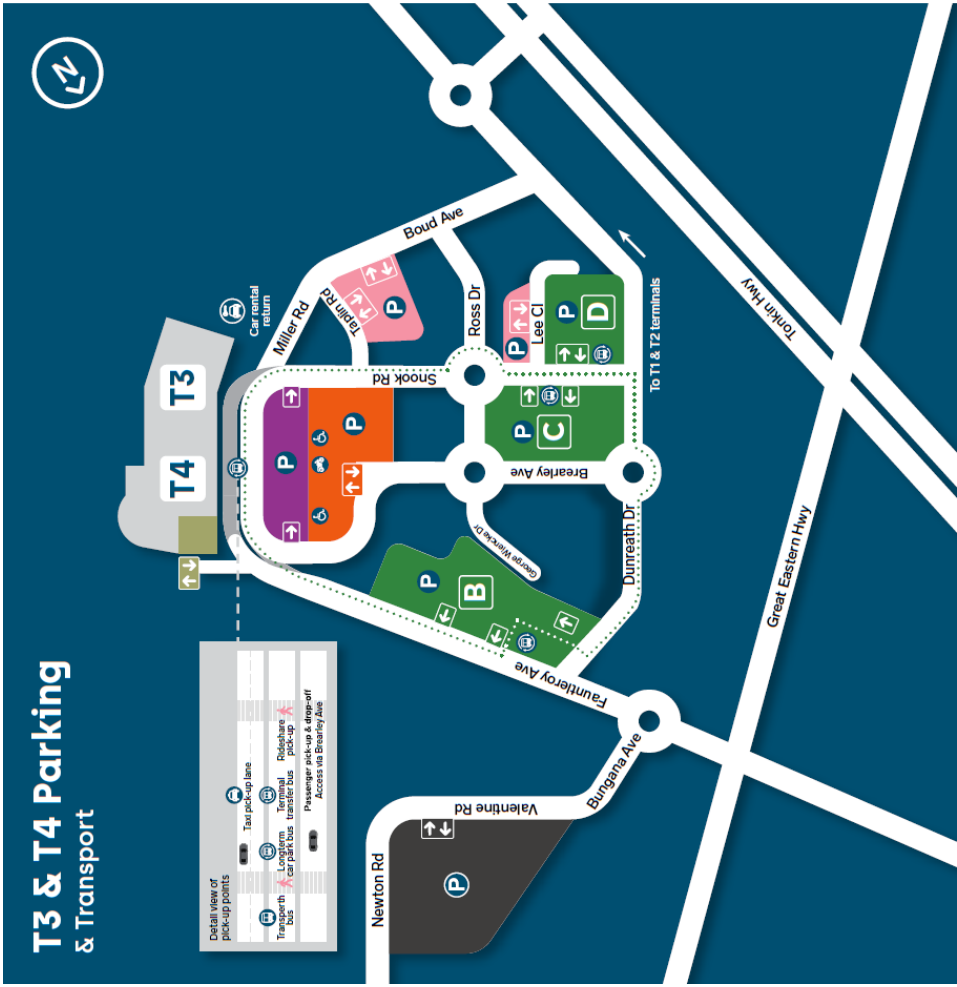 T3 & T4 Parking
& Transport
N
T3
T4
Car rental
return
Detail view of
pick-up points
Taxi pick-up lane
Transperth
bus
Longterm
car park bus
Terminal
transfer bus
Rideshare
pick-up
Passenger pick-up & drop-off
Access via Brearley Ave
Miller Rd
Boud Ave
Taplin Rd
Ross Dr
Snook Rd
Lee Cl
Brearley Ave
George Wiencke Dr
Dunreath Dr
Fauntleroy Ave
Bungana Ave
Valentine Rd
Newton Rd
Great Eastern Hwy
Tonkin Hwy
To T1 & T2 terminals
P
P
P
P
P
D
P
C
P
B
P
P